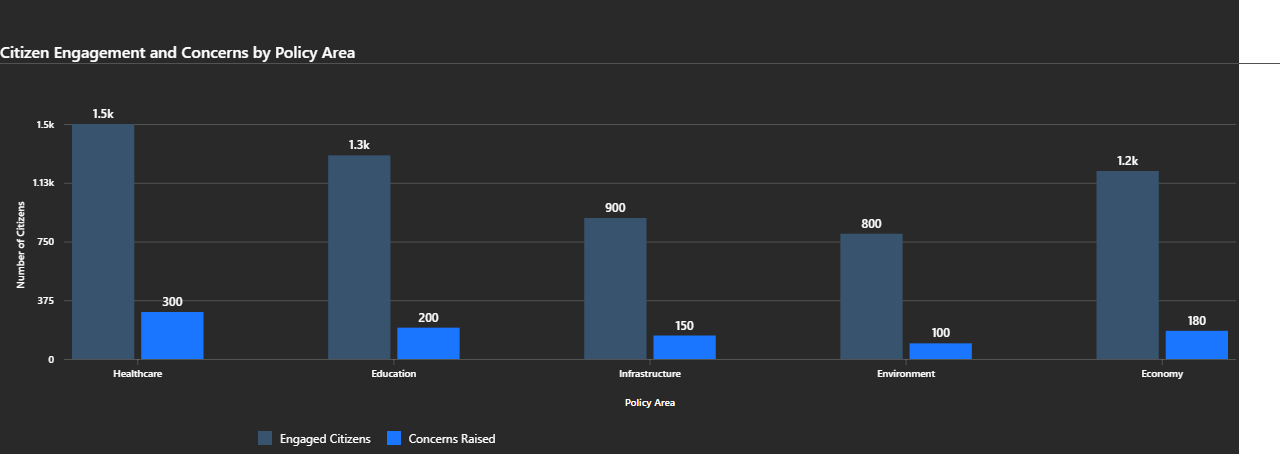 Citizen Engagement and Concerns by Policy Area
1.5k
1.3k
900
800
1.2k
300
200
150
100
180
1.5k
1.13k
750
375
0
Number of Citizens
Healthcare
Education
Infrastructure
Environment
Economy
Policy Area
Engaged Citizens
Concerns Raised